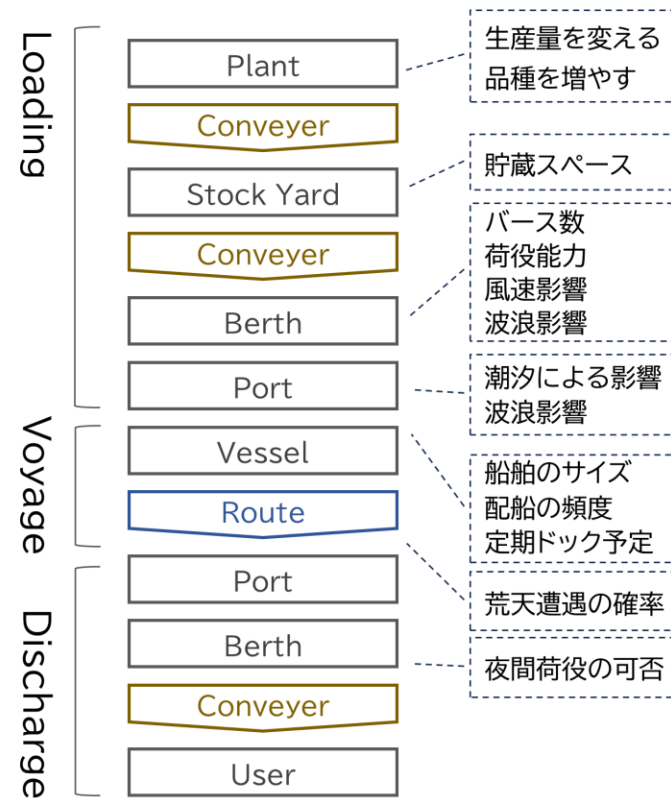 Loading
Plant
Conveyer
Stock Yard
Conveyer
Berth
Port
Voyage
Vessel
Route
Discharge
Port
Berth
Conveyer
User
生産量を変える
品種を増やす
貯蔵スペース
バース数
荷役能力
風速影響
波浪影響
潮汐による影響
波浪影響
船舶のサイズ
配船の頻度
定期ドック予定
荒天遭遇の確率
夜間荷役の可否